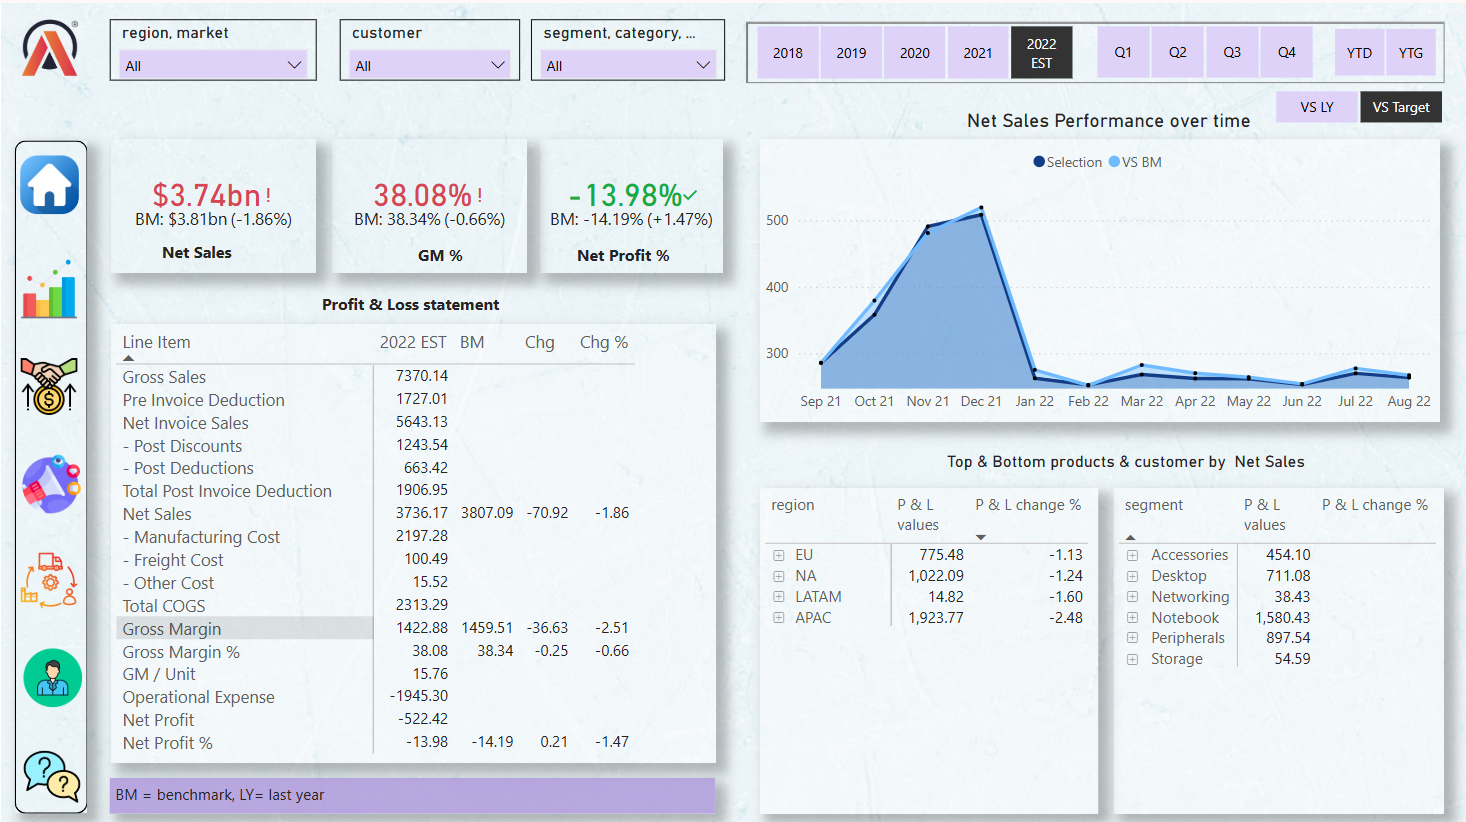 region, market
All
customer
All
segment, category, ...
All
2018
2019
2020
2021
2022
EST
Q1
Q2
Q3
Q4
YTD
YTG
VS LY
VS Target
$3.74bn!
BM: $3.81bn (-1.86%)
Net Sales
38.08%!
BM: 38.34% (-0.66%)
GM %
-13.98%✓
BM: -14.19% (+1.47%)
Net Profit %
Net Sales Performance over time
Selection VS BM
500
400
300
Sep 21 Oct 21 Nov 21 Dec 21 Jan 22 Feb 22 Mar 22 Apr 22 May 22 Jun 22 Jul 22 Aug 22
Profit & Loss statement
Line Item 2022 EST BM Chg Chg %
Gross Sales 7370.14
Pre Invoice Deduction 1727.01
Net Invoice Sales 5643.13
- Post Discounts 1243.54
- Post Deductions 663.42
Total Post Invoice Deduction 1906.95
Net Sales 3736.17 3807.09 -70.92 -1.86
- Manufacturing Cost 2197.28
- Freight Cost 100.49
- Other Cost 15.52
Total COGS 2313.29
Gross Margin 1422.88 1459.51 -36.63 -2.51
Gross Margin % 38.08 38.34 -0.25 -0.66
GM / Unit 15.76
Operational Expense -1945.30
Net Profit -522.42
Net Profit % -13.98 -14.19 0.21 -1.47
BM = benchmark, LY= last year
Top & Bottom products & customer by Net Sales
region P & L values P & L change %
EU 775.48 -1.13
NA 1,022.09 -1.24
LATAM 14.82 -1.60
APAC 1,923.77 -2.48
segment P & L values P & L change %
Accessories 454.10
Desktop 711.08
Networking 38.43
Notebook 1,580.43
Peripherals 897.54
Storage 54.59